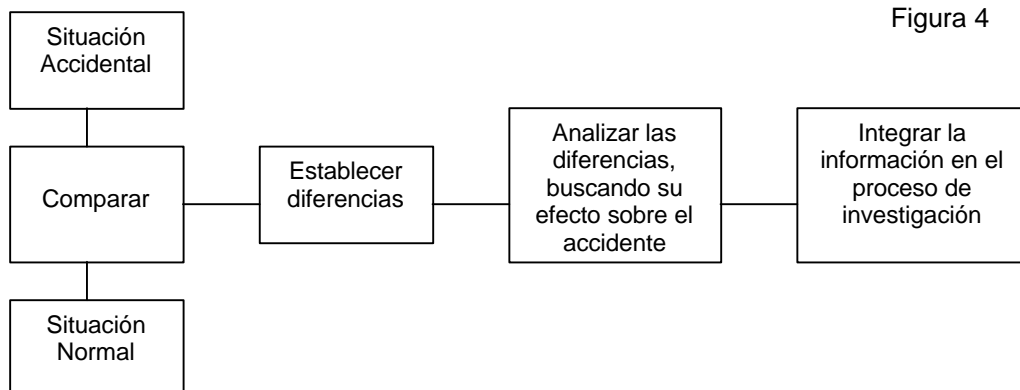 Figura 4
Situación
Accidental
Comparar
Situación
Normal
Establecer
diferencias
Analizar las
diferencias,
buscando su
efecto sobre el
accidente
Integrar la
información en el
proceso de
investigación